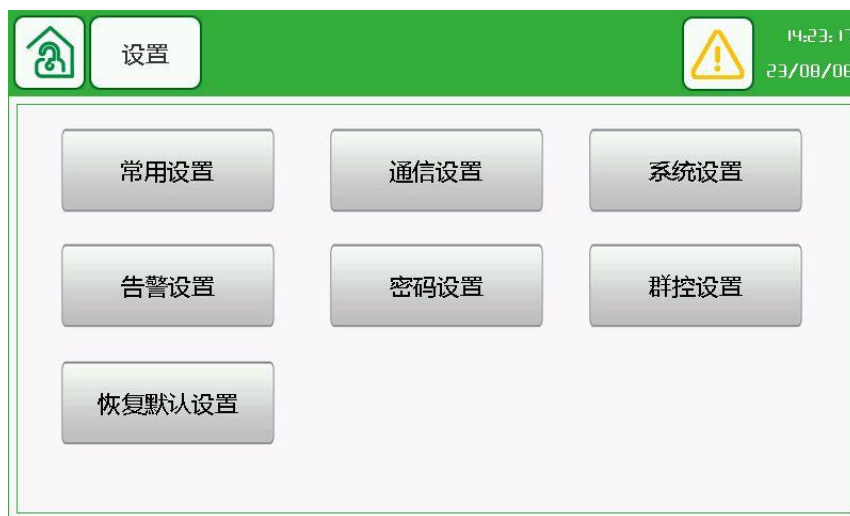 设置
14:23:17
23/08/08
常用设置
通信设置
系统设置
告警设置
密码设置
群控设置
恢复默认设置